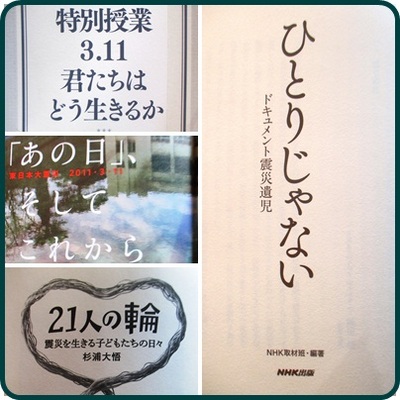 特別授業
3.11
君たちは
どう生きるか
「あの日」、
東日本大震災 2011・3・11
そして
これから
21人の輪
震災を生きる子どもたちの日々
杉浦大悟
ひとりじゃない
ドキュメント震災遺児
NHK取材班・編著
NHK出版